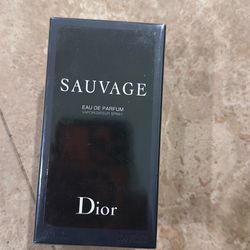 SAUVAGE
EAU DE PARFUM
VAPORISATEUR SPRAY
Dior